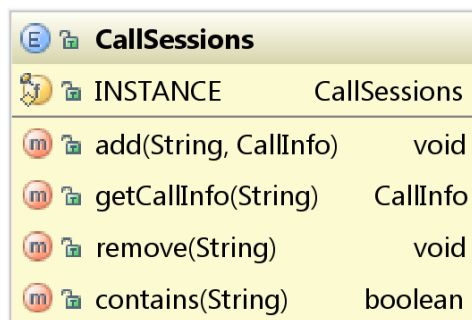 E CallSessions
f INSTANCE CallSessions
m add(String, CallInfo) void
m getCallInfo(String) CallInfo
m remove(String) void
m contains(String) boolean